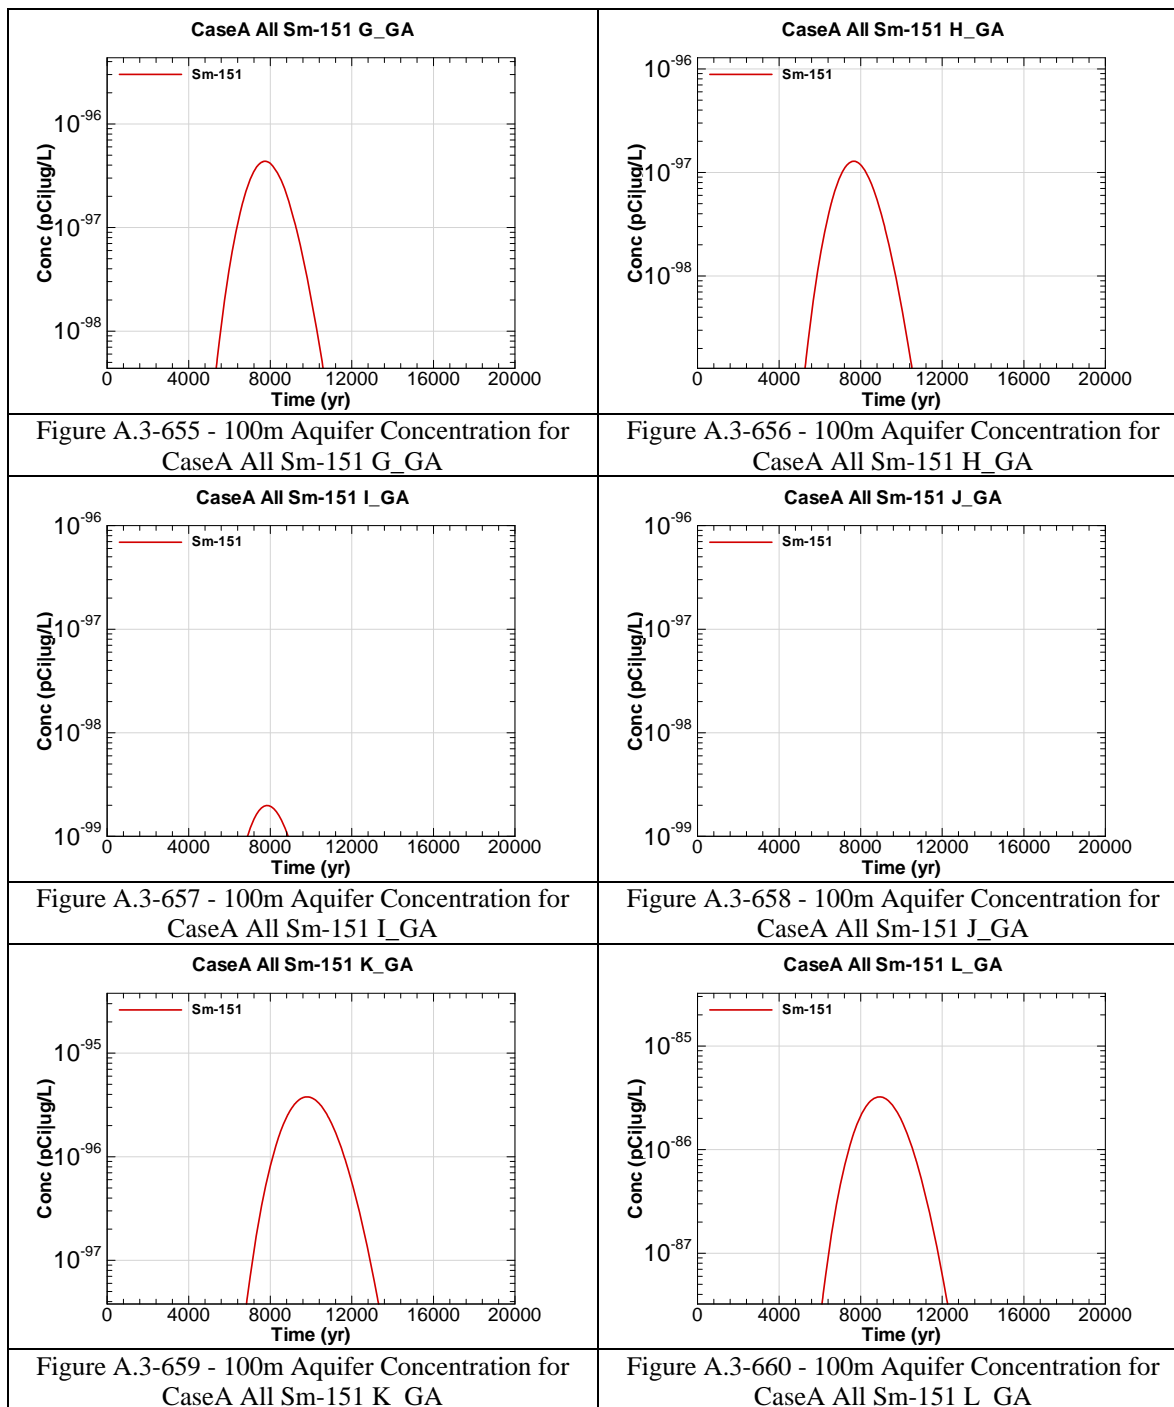 CaseA All Sm-151 G_GA
Sm-151
10-96
10-97
10-98
Conc (pCi|ug/L)
0 4000 8000 12000 16000 20000
Time (yr)
Figure A.3-655 - 100m Aquifer Concentration for
CaseA All Sm-151 G_GA
CaseA All Sm-151 H_GA
Sm-151
10-96
10-97
10-98
Conc (pCi|ug/L)
0 4000 8000 12000 16000 20000
Time (yr)
Figure A.3-656 - 100m Aquifer Concentration for
CaseA All Sm-151 H_GA
CaseA All Sm-151 I_GA
Sm-151
10-96
10-97
10-98
10-99
Conc (pCi|ug/L)
0 4000 8000 12000 16000 20000
Time (yr)
Figure A.3-657 - 100m Aquifer Concentration for
CaseA All Sm-151 I_GA
CaseA All Sm-151 J_GA
Sm-151
10-96
10-97
10-98
10-99
Conc (pCi|ug/L)
0 4000 8000 12000 16000 20000
Time (yr)
Figure A.3-658 - 100m Aquifer Concentration for
CaseA All Sm-151 J_GA
CaseA All Sm-151 K_GA
Sm-151
10-95
10-96
10-97
Conc (pCi|ug/L)
0 4000 8000 12000 16000 20000
Time (yr)
Figure A.3-659 - 100m Aquifer Concentration for
CaseA All Sm-151 K_GA
CaseA All Sm-151 L_GA
Sm-151
10-85
10-86
10-87
Conc (pCi|ug/L)
0 4000 8000 12000 16000 20000
Time (yr)
Figure A.3-660 - 100m Aquifer Concentration for
CaseA All Sm-151 L_GA